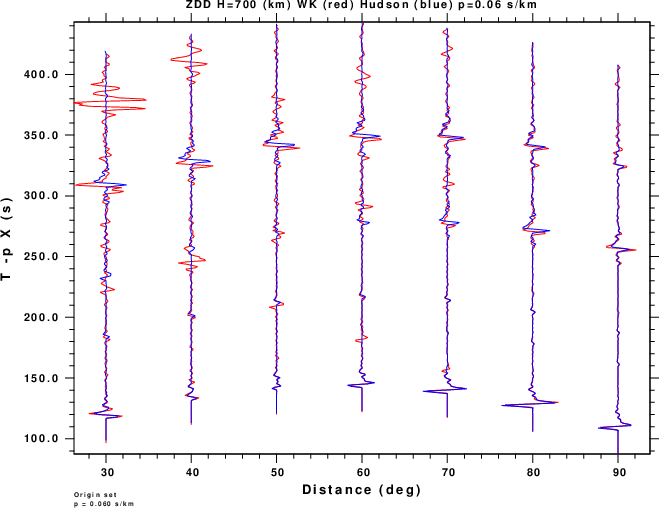 ZDD H=700 (km) WK (red) Hudson (blue) p=0.06 s/km
400.0
350.0
300.0
250.0
200.0
150.0
100.0
T -p X (s)
30 40 50 60 70 80 90
Distance (deg)
Origin set
p = 0.060 s/km